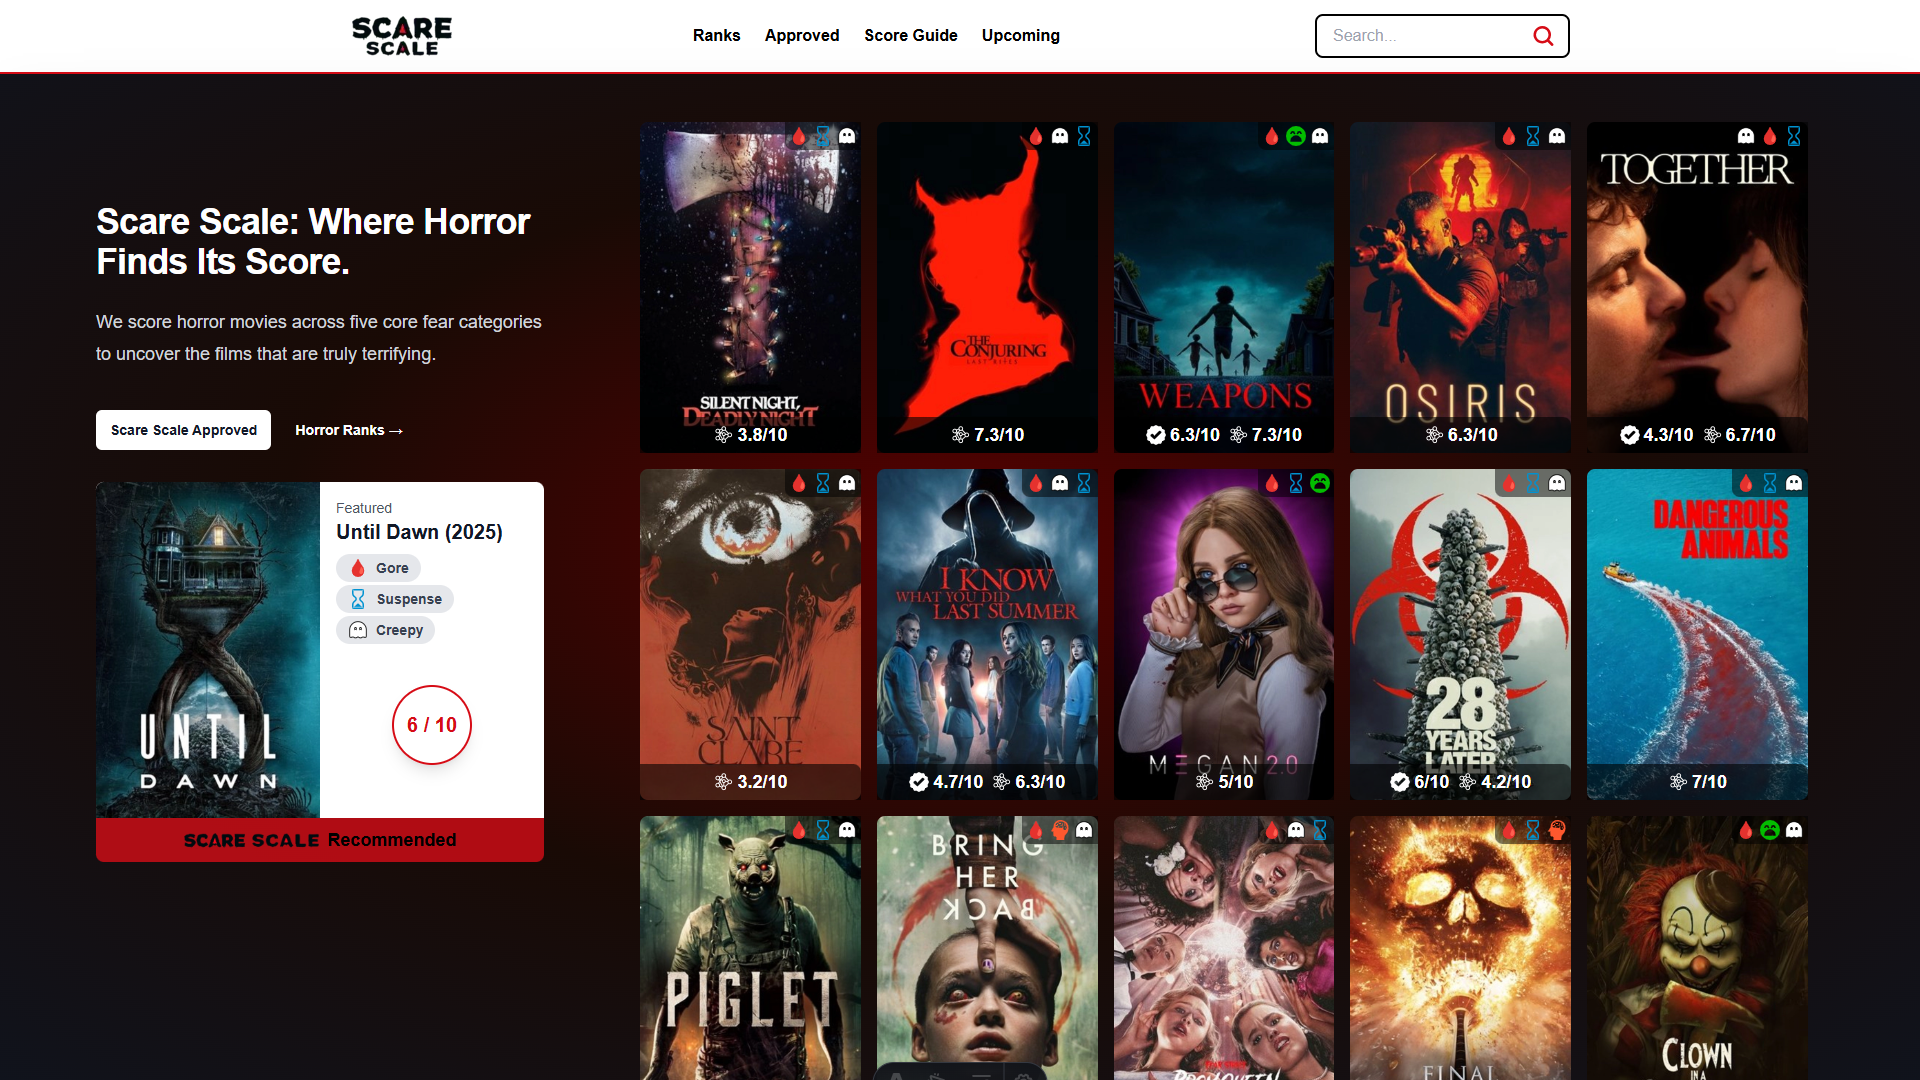 SCARE
SCALE
Ranks
Approved
Score Guide
Upcoming
Search...
Scare Scale: Where Horror
Finds Its Score.
We score horror movies across five core fear categories
to uncover the films that are truly terrifying.
Scare Scale Approved
Horror Ranks →
UNTIL
DAWN
Featured
Until Dawn (2025)
Gore
Suspense
Creepy
6 / 10
SCARE SCALE Recommended
SILENT NIGHT,
DEADLY NIGHT
3.8/10
THE
CONJURING
LAST RITES
7.3/10
WEAPONS
6.3/10 7.3/10
OSIRIS
6.3/10
TOGETHER
4.3/10 6.7/10
SAINT
CLARE
3.2/10
I KNOW
WHAT YOU DID
LAST SUMMER
4.7/10 6.3/10
MEGAN 2.0
5/10
28
YEARS
LATER
6/10 4.2/10
DANGEROUS
ANIMALS
7/10
PIGLET
BRING
HER
BACK
PROM QUEEN
FINAL
CLOWN
IN A